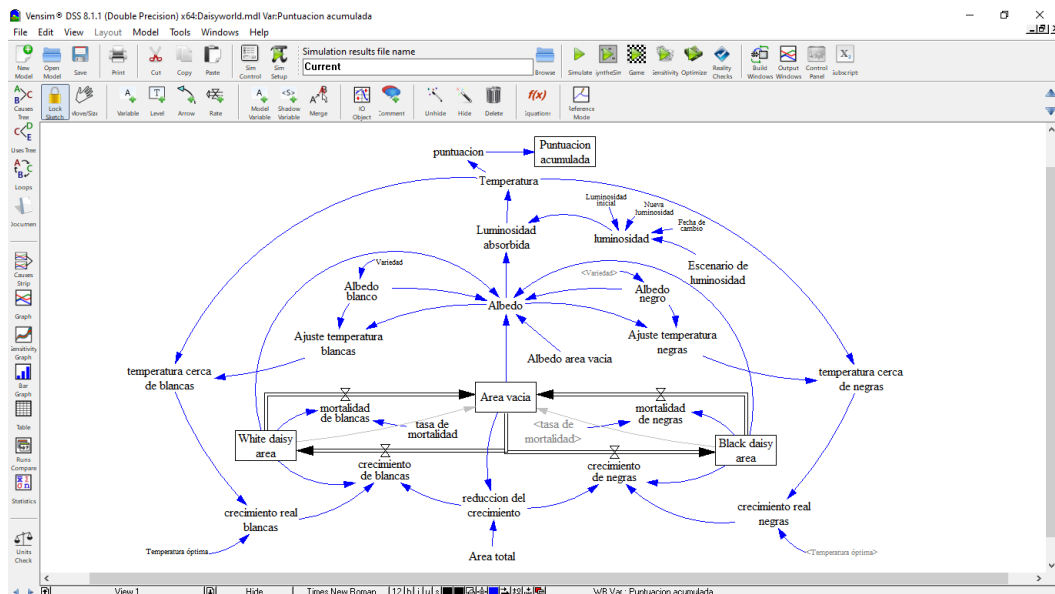 Vensim® DSS 8.1.1 (Double Precision) x64:Daisyworld.mdl Var:Puntuacion acumulada
File Edit View Layout Model Tools Windows Help
Simulation results file name
Current
New Model
Open Model
Save
Print
Cut
Copy
Paste
Sim Control
Sim Setup
Browse
Simulate
Game
Optimize
Reality Checks
Build Windows
Output Windows
Control Panel
Lock Sketch
Move/Size
Variable
Level
Arrow
Rate
Model Variable
Shadow Variable
Merge
IO Object
Comment
Unhide
Hide
Delete
f(x)
Equations
Reference Mode
Causes Tree
Uses Tree
Loops
Documen
Causes Strip
Graph
Graph
Bar Graph
Table
Runs Compare
Statistics
Units Check
puntuacion
Puntuacion
acumulada
Temperatura
Luminosidad
inicial
Nueva
luminosidad
Fecha de
cambio
Luminosidad
absorbida
luminosidad
Escenario de
luminosidad
Variedad
<Variedad>
Albedo
blanco
Albedo
negro
Albedo
Ajuste temperatura
blancas
Ajuste temperatura
negras
Albedo area vacia
temperatura cerca
de blancas
temperatura cerca
de negras
Area vacia
mortalidad
de blancas
tasa de
mortalidad
<tasa de
mortalidad>
mortalidad
de negras
White daisy
area
Black daisy
area
crecimiento
de blancas
crecimiento
de negras
reduccion del
crecimiento
crecimiento real
blancas
crecimiento real
negras
Temperatura óptima
<Temperatura óptima>
Area total
View 1
Hide
Times New Roman
12
b i u s
WB Var : Puntuacion acumulada